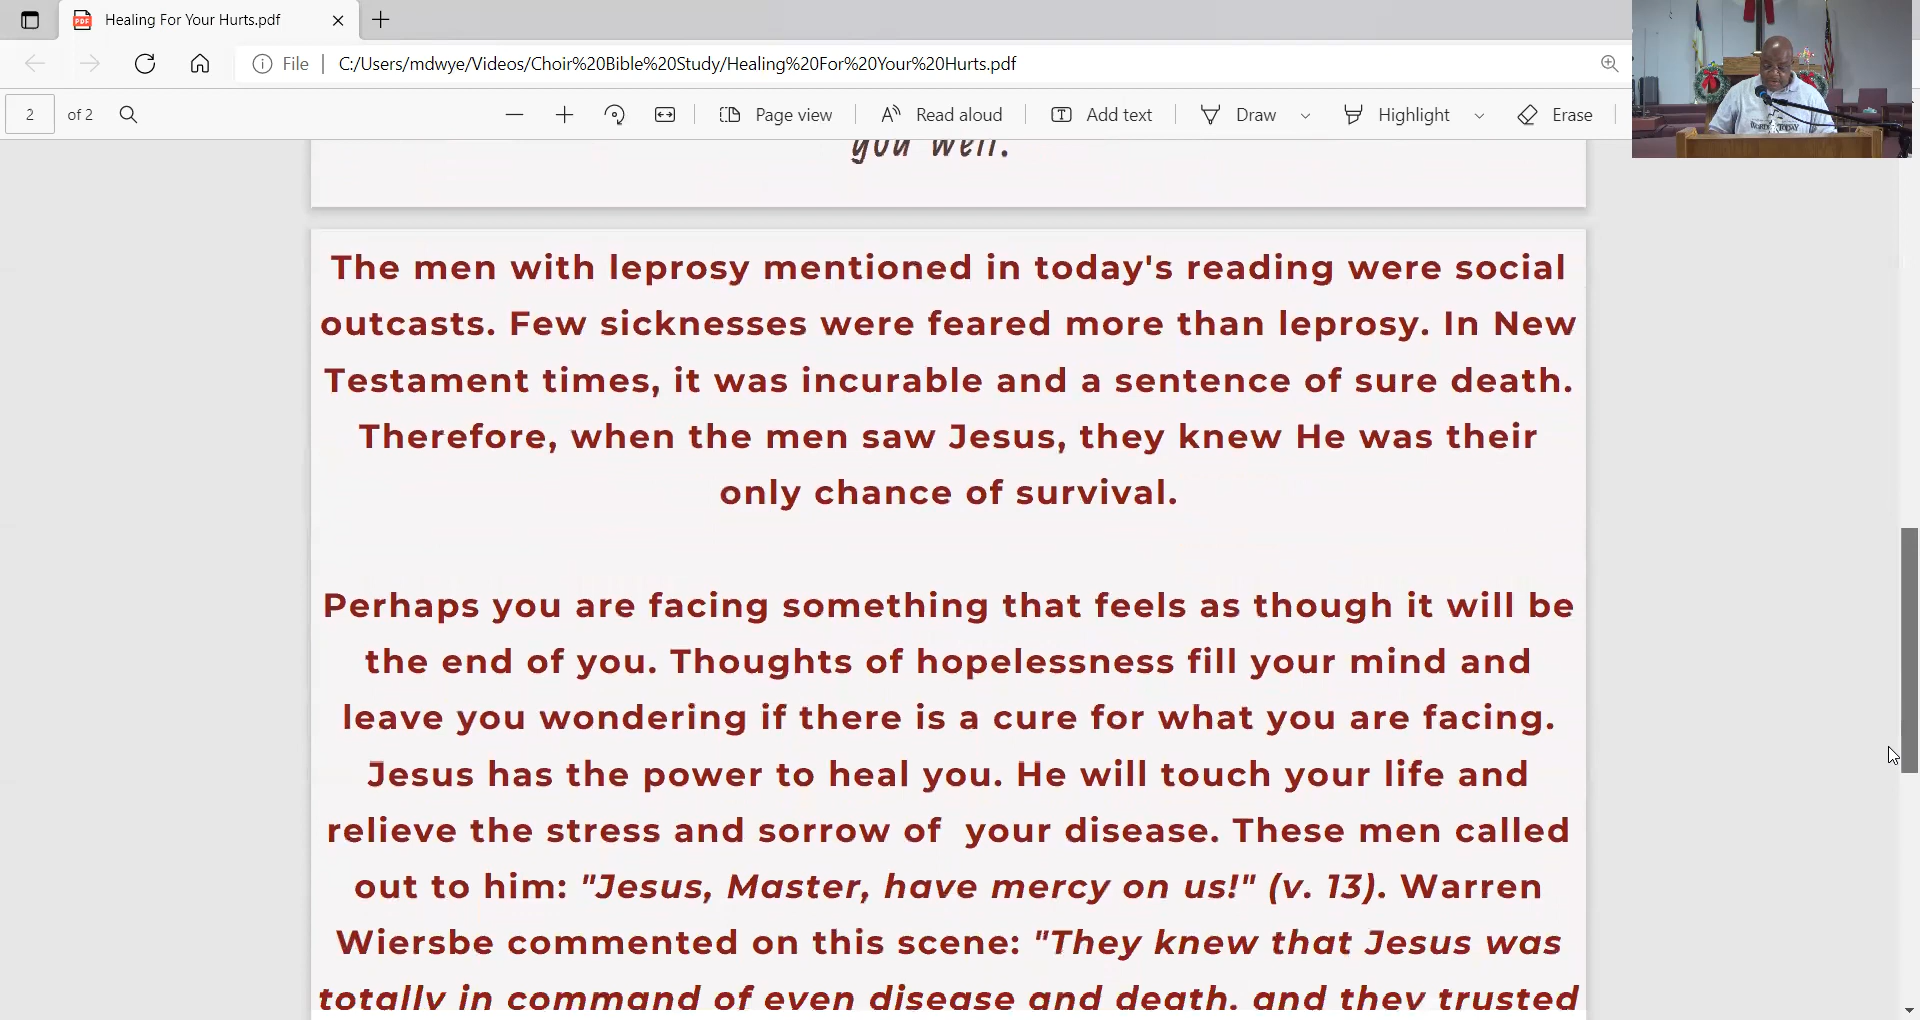 Healing For Your Hurts.pdf
File
C:/Users/mdwye/Videos/Choir%20Bible%20Study/Healing%20For%20Your%20Hurts.pdf
2 of 2
Page view
Read aloud
Add text
Draw
Highlight
Erase
WORD TODAY
you well.
The men with leprosy mentioned in today's reading were social
outcasts. Few sicknesses were feared more than leprosy. In New
Testament times, it was incurable and a sentence of sure death.
Therefore, when the men saw Jesus, they knew He was their
only chance of survival.
Perhaps you are facing something that feels as though it will be
the end of you. Thoughts of hopelessness fill your mind and
leave you wondering if there is a cure for what you are facing.
Jesus has the power to heal you. He will touch your life and
relieve the stress and sorrow of  your disease. These men called
out to him: "Jesus, Master, have mercy on us!" (v. 13). Warren
Wiersbe commented on this scene: "They knew that Jesus was
totally in command of even disease and death, and they trusted